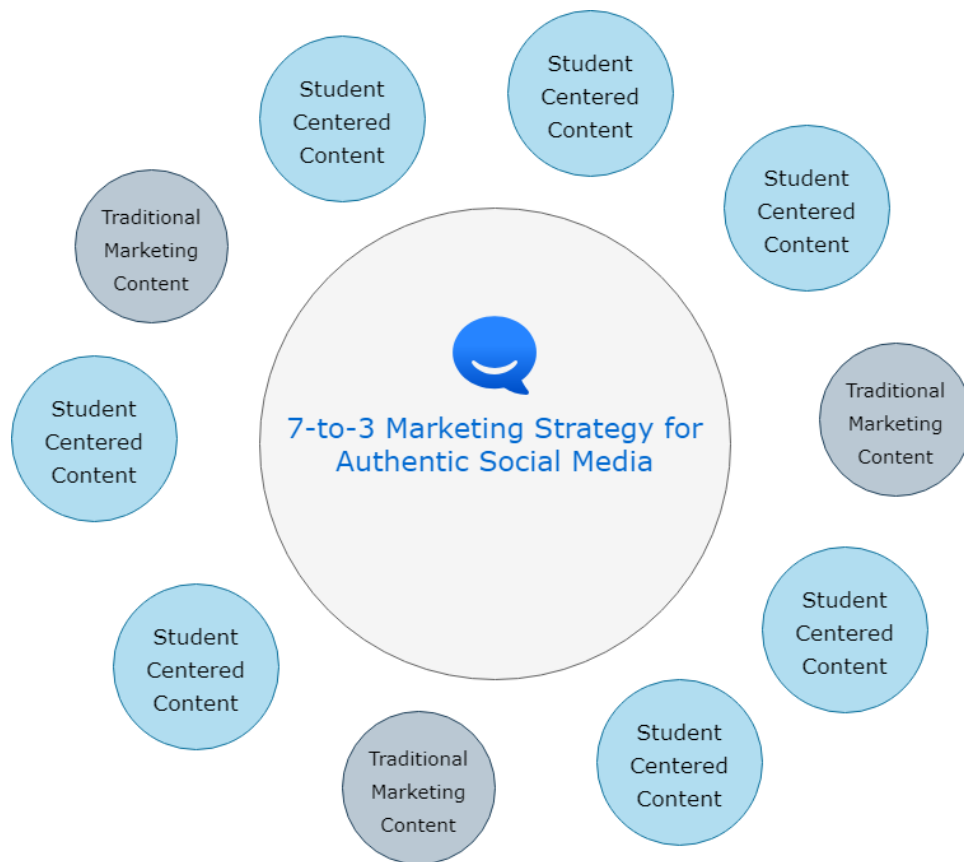 Student
Centered
Content
Student
Centered
Content
Student
Centered
Content
Traditional
Marketing
Content
Traditional
Marketing
Content
Student
Centered
Content
7-to-3 Marketing Strategy for
Authentic Social Media
Student
Centered
Content
Student
Centered
Content
Student
Centered
Content
Traditional
Marketing
Content